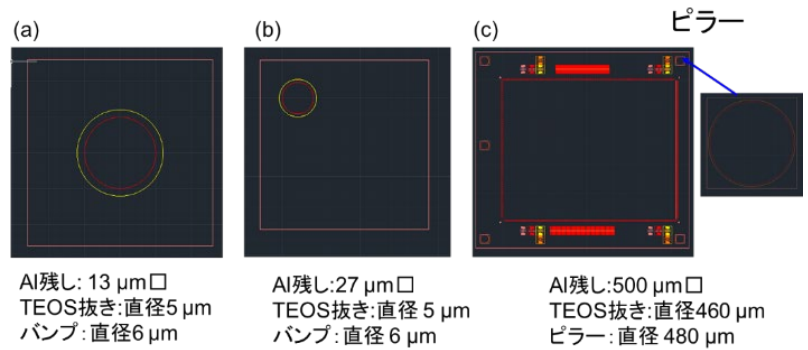 (a)
(b)
(c)
ピラー
Al残し: 13 μm□
TEOS抜き:直径5 μm
バンプ:直径6 μm
Al残し:27 μm□
TEOS抜き:直径 5 μm
バンプ:直径 6 μm
Al残し:500 μm□
TEOS抜き:直径460μm
ピラー: 直径 480 μm